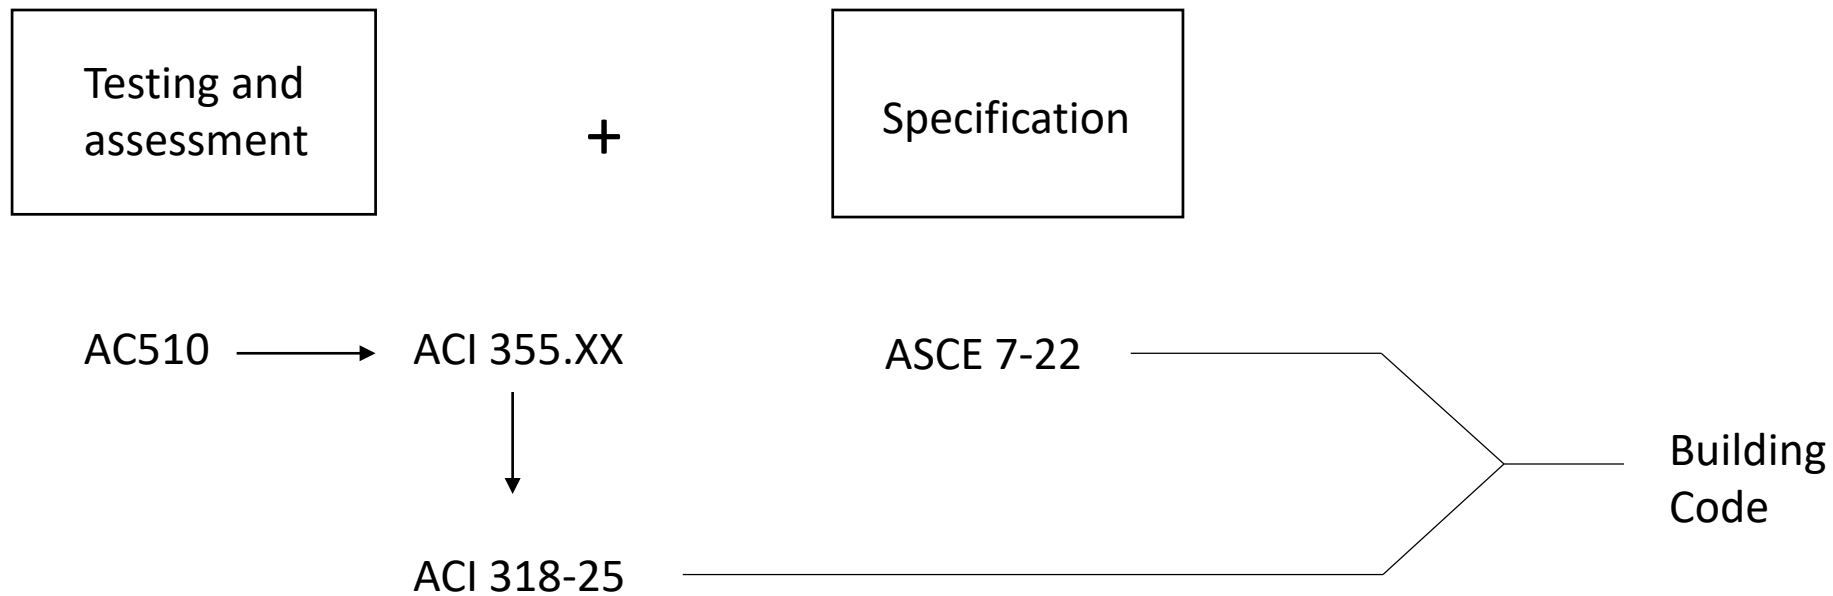 Testing and
assessment
+
Specification
AC510
ACI 355.XX
ASCE 7-22
Building
Code
ACI 318-25